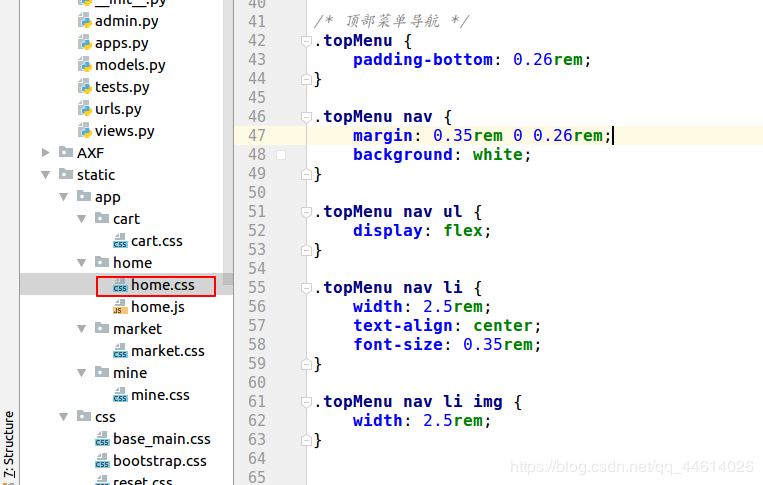 __init__.py
admin.py
apps.py
models.py
tests.py
urls.py
views.py
AXF
static
app
cart
cart.css
home
home.css
home.js
market
market.css
mine
mine.css
css
base_main.css
bootstrap.css
reset.css
7: Structure
40
41 /* 顶部菜单导航 */
42 .topMenu {
43 padding-bottom: 0.26rem;
44 }
45
46 .topMenu nav {
47 margin: 0.35rem 0 0.26rem;
48 background: white;
49 }
50
51 .topMenu nav ul {
52 display: flex;
53 }
54
55 .topMenu nav li {
56 width: 2.5rem;
57 text-align: center;
58 font-size: 0.35rem;
59 }
60
61 .topMenu nav li img {
62 width: 2.5rem;
63 }
64
65
https://blog.csdn.net/qq_44614026